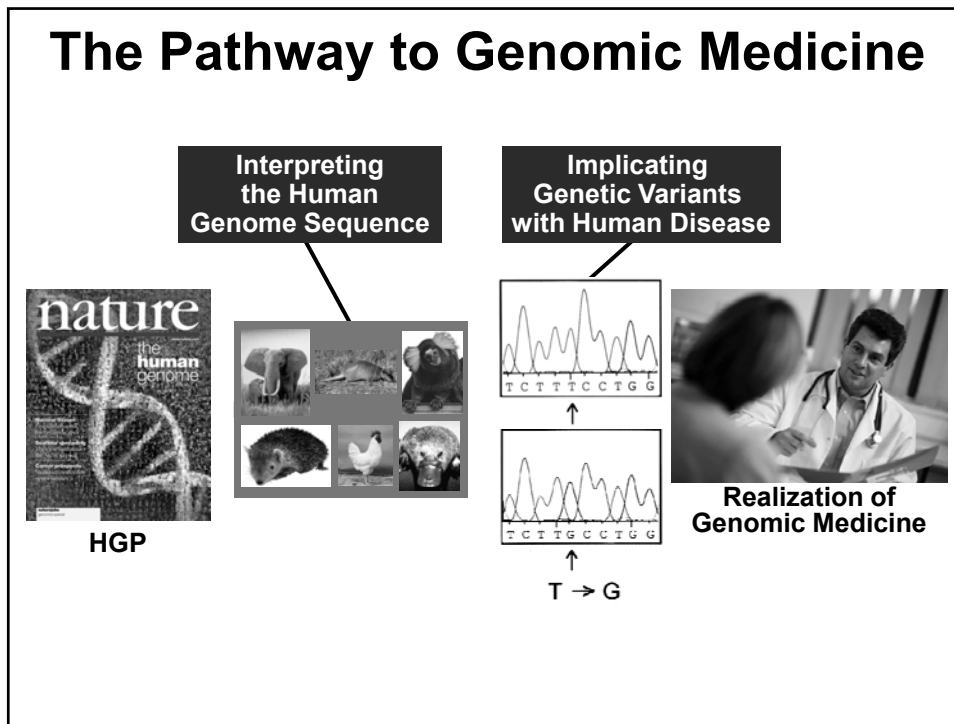 The Pathway to Genomic Medicine
Interpreting
the Human
Genome Sequence
Implicating
Genetic Variants
with Human Disease
nature
the
human
genome
HGP
T C T T T C C T G G
T C T T G C C T G G
T → G
Realization of
Genomic Medicine